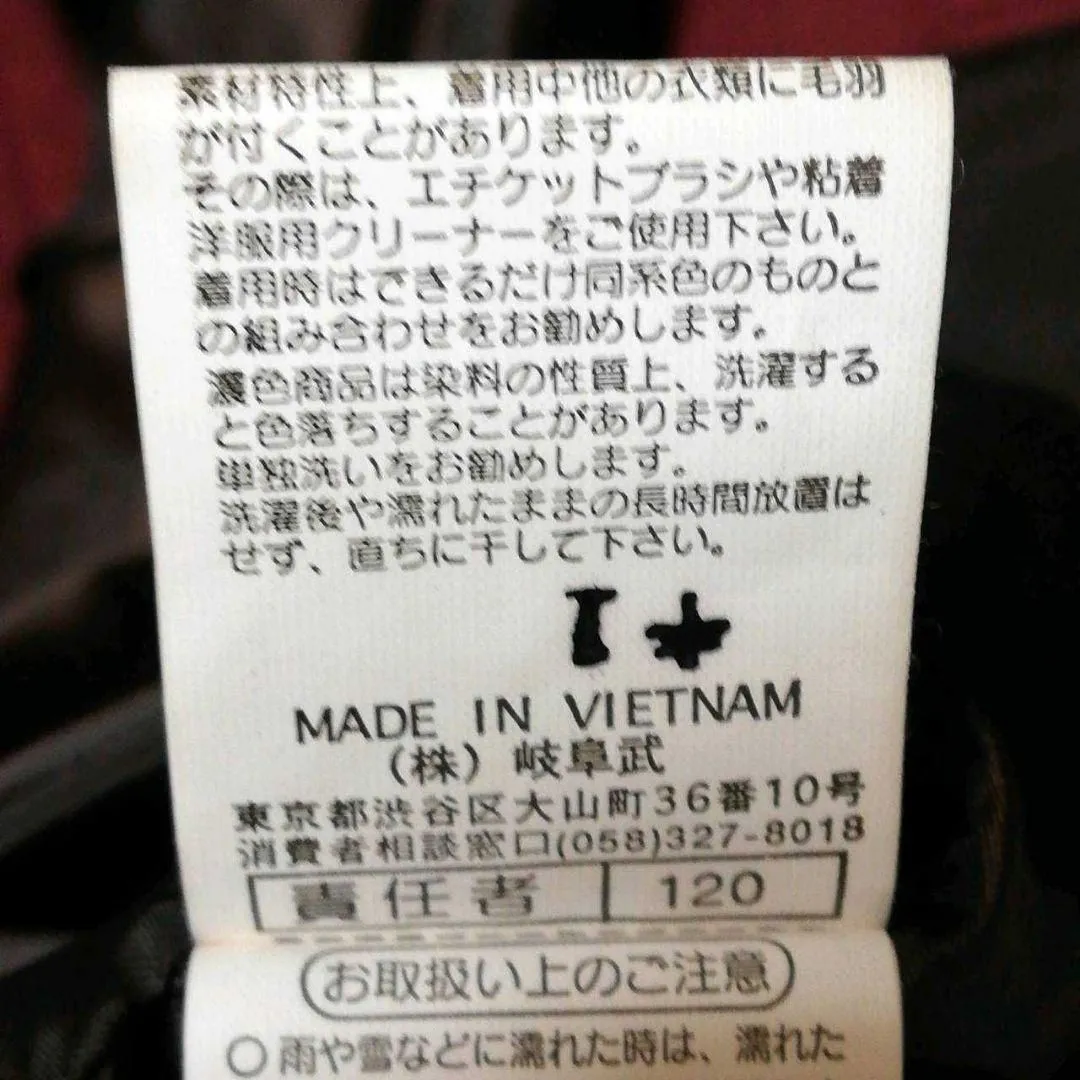 素材特性上、着用中他の衣類に毛羽
が付くことがあります。
その際は、エチケットブラシや粘着
洋服用クリーナーをご使用下さい。
着用時はできるだけ同系色のものと
の組み合わせをお勧めします。
濃色商品は染料の性質上、洗濯する
と色落ちすることがあります。
単独洗いをお勧めします。
洗濯後や濡れたままの長時間放置は
せず、直ちに干して下さい。
MADE IN VIETNAM
(株) 岐阜武
東京都渋谷区大山町36番10号
消費者相談窓口(058)327-8018
責任者 120
お取扱い上のご注意
○ 雨や雪などに濡れた時は、濡れた